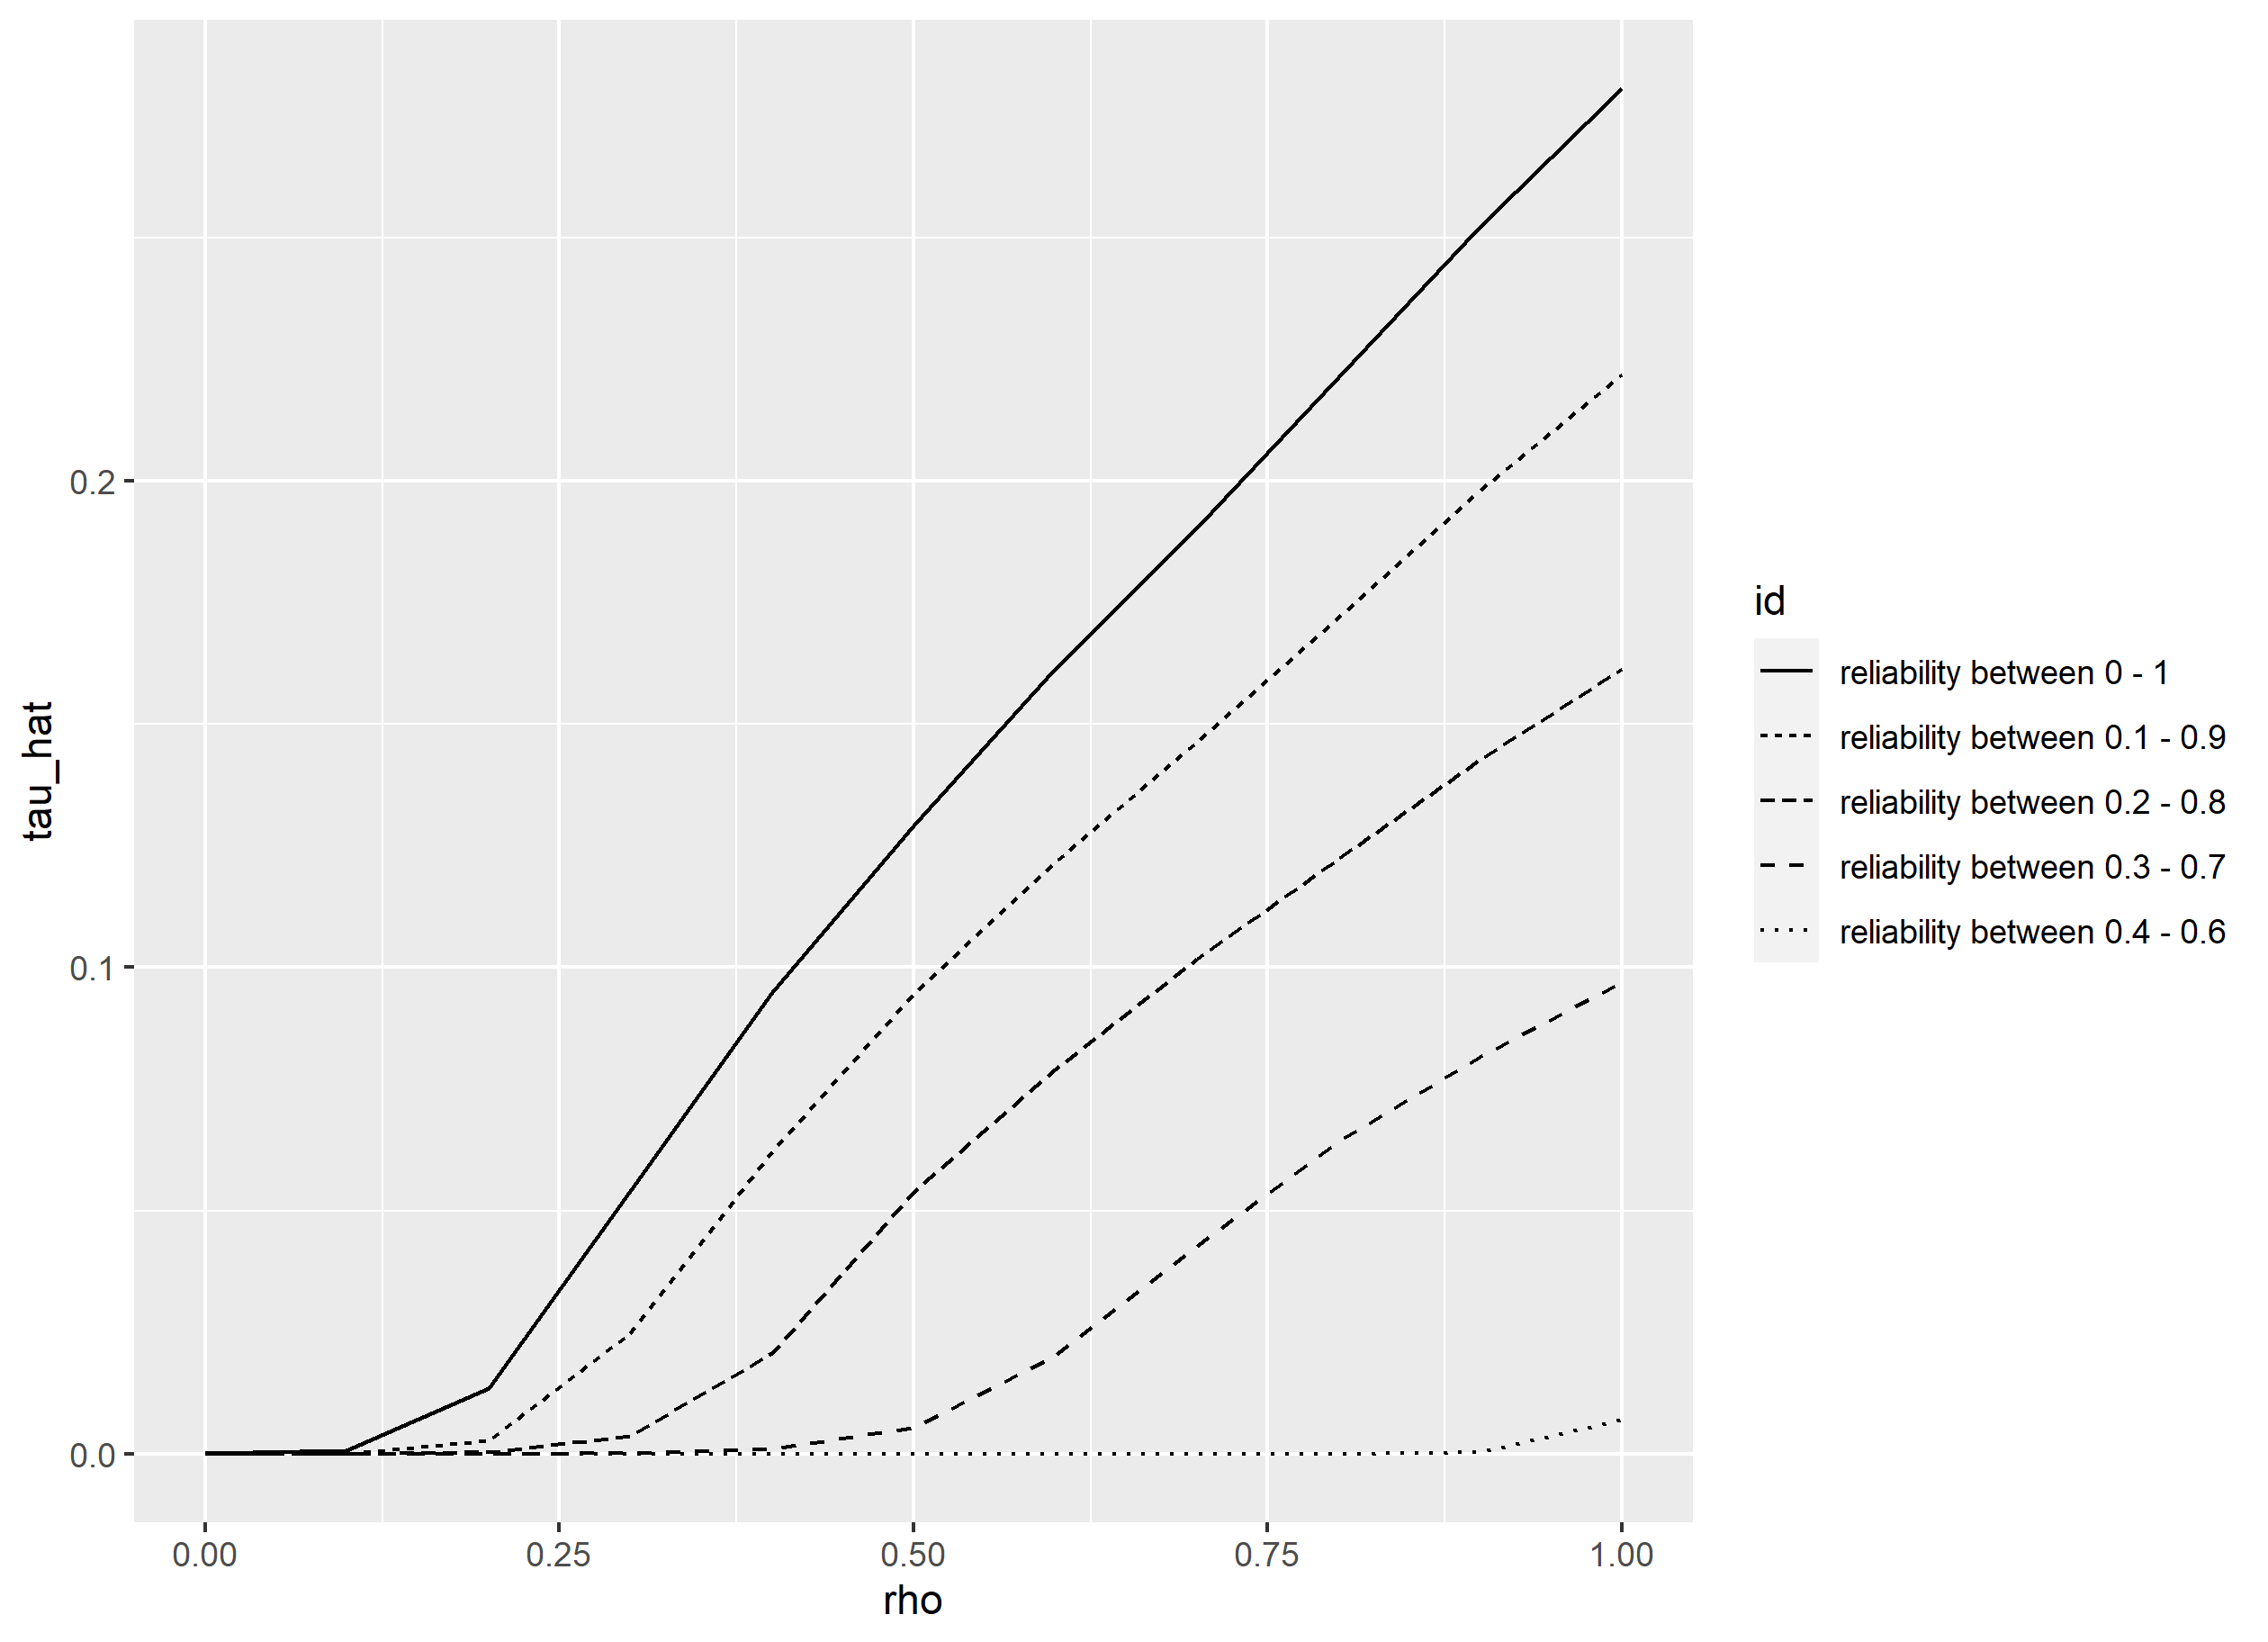 tau_hat
0.2
0.1
0.0
0.00 0.25 0.50 0.75 1.00
rho
id
reliability between 0 - 1
reliability between 0.1 - 0.9
reliability between 0.2 - 0.8
reliability between 0.3 - 0.7
reliability between 0.4 - 0.6